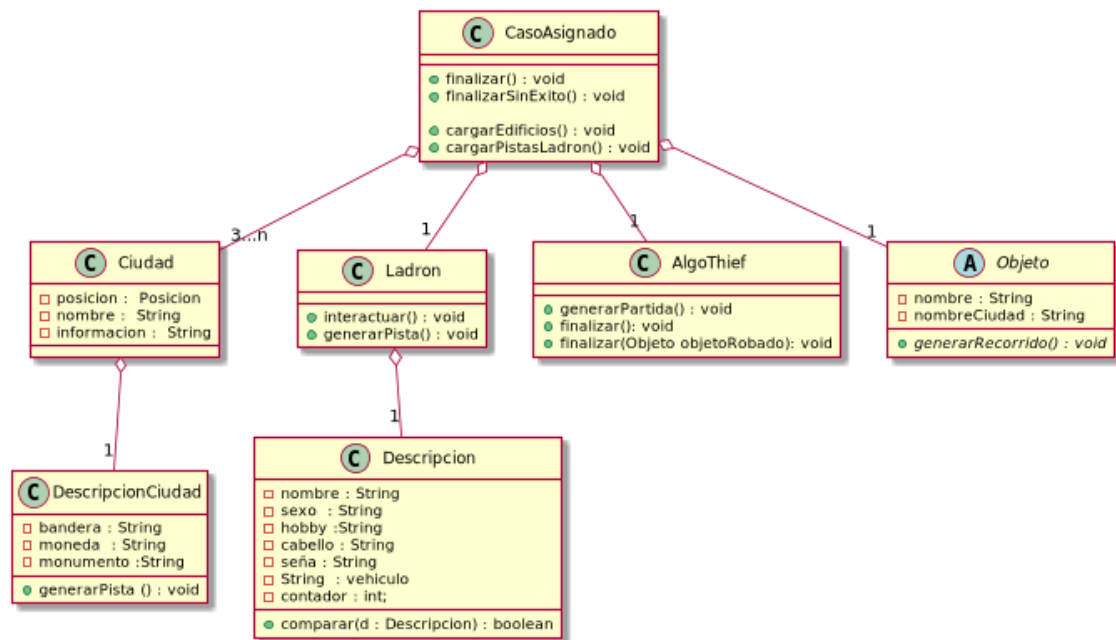 C CasoAsignado
finalizar() : void
finalizarSinExito() : void
cargarEdificios() : void
cargarPistasLadron() : void
3...n
1
1
1
C Ciudad
posicion : Posicion
nombre : String
informacion : String
C Ladron
interactuar() : void
generarPista() : void
C AlgoThief
generarPartida() : void
finalizar(): void
finalizar(Objeto objetoRobado): void
A Objeto
nombre : String
nombreCiudad : String
generarRecorrido() : void
1
1
C DescripcionCiudad
bandera : String
moneda : String
monumento :String
generarPista () : void
C Descripcion
nombre : String
sexo : String
hobby :String
cabello : String
seña : String
String : vehiculo
contador : int;
comparar(d : Descripcion) : boolean